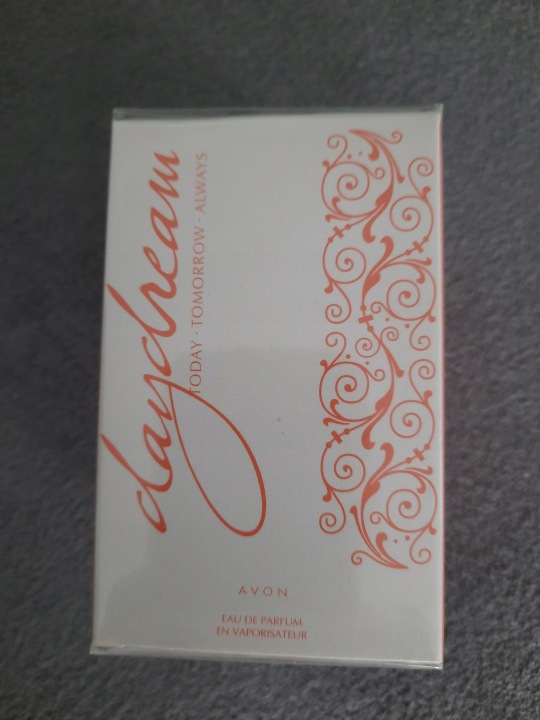 daydream
TODAY · TOMORROW · ALWAYS
AVON
EAU DE PARFUM
EN VAPORISATEUR